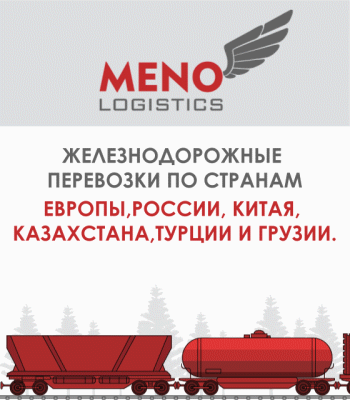 MENO
LOGISTICS
ЖЕЛЕЗНОДОРОЖНЫЕ
ПЕРЕВОЗКИ ПО СТРАНАМ
ЕВРОПЫ,РОССИИ, КИТАЯ,
КАЗАХСТАНА,ТУРЦИИ И ГРУЗИИ.